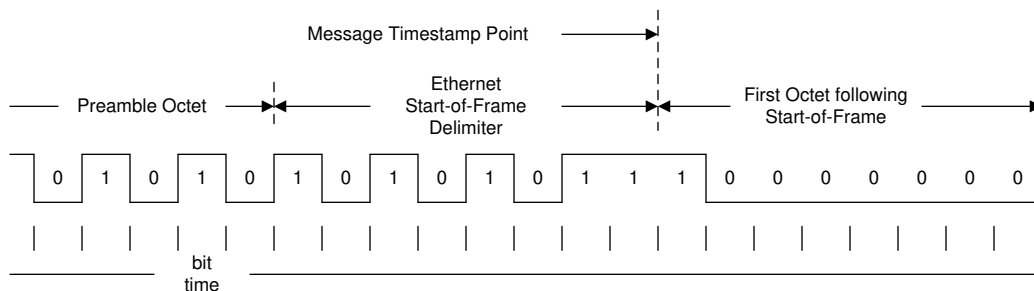 Message Timestamp Point
Preamble Octet
Ethernet
Start-of-Frame
Delimiter
First Octet following
Start-of-Frame
0 1 0 1 0 1 0 1 0 1 0 1 1 1 0 0 0 0 0 0 0
bit
time